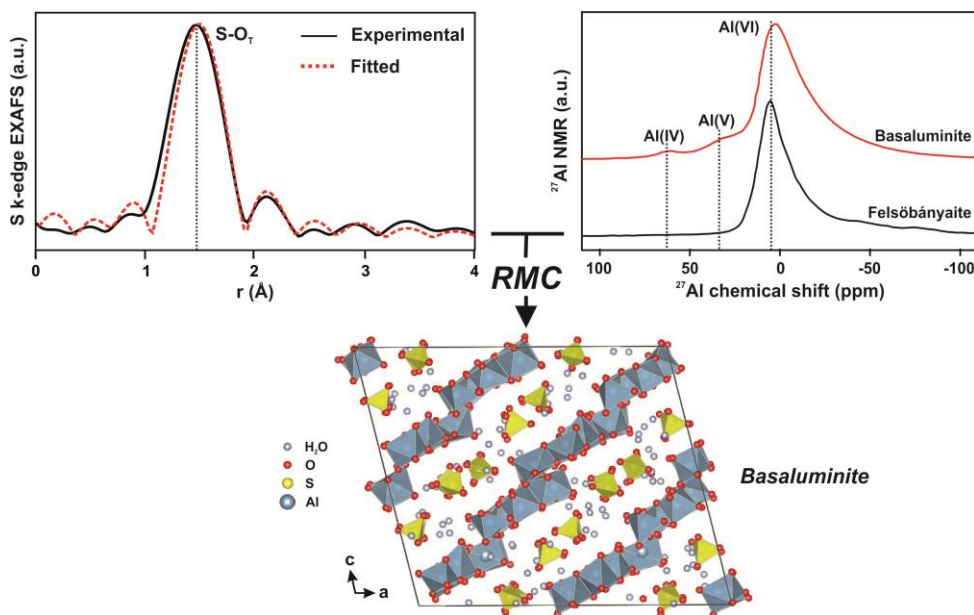 S k-edge EXAFS (a.u.)
S-O_T
Experimental
Fitted
0 1 2 3 4
r (Å)
²⁷Al NMR (a.u.)
Al(VI)
Al(IV) Al(V)
Basaluminite
Felsöbányaite
100 50 0 -50 -100
²⁷Al chemical shift (ppm)
RMC
H₂O
O
S
Al
Basaluminite
c
a